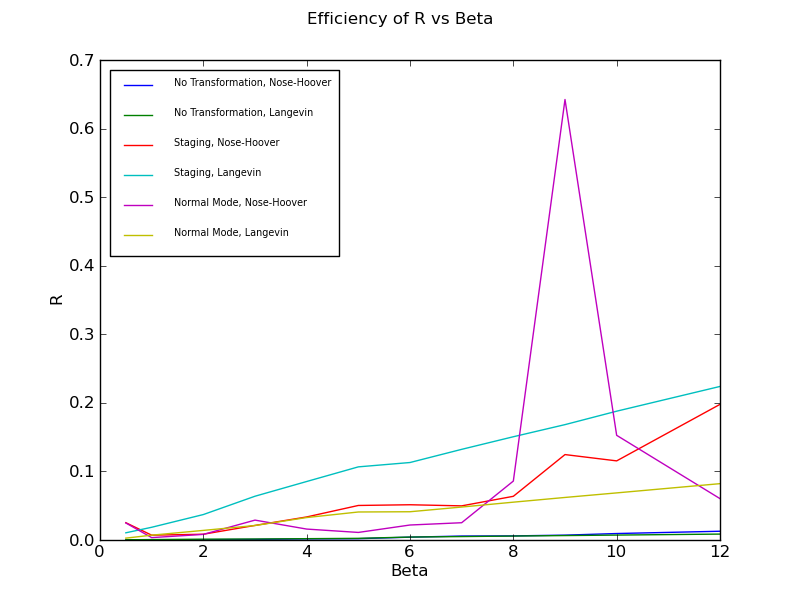 Efficiency of R vs Beta
0.7
0.6
0.5
0.4
0.3
0.2
0.1
0.0
R
No Transformation, Nose-Hoover
No Transformation, Langevin
Staging, Nose-Hoover
Staging, Langevin
Normal Mode, Nose-Hoover
Normal Mode, Langevin
0 2 4 6 8 10 12
Beta